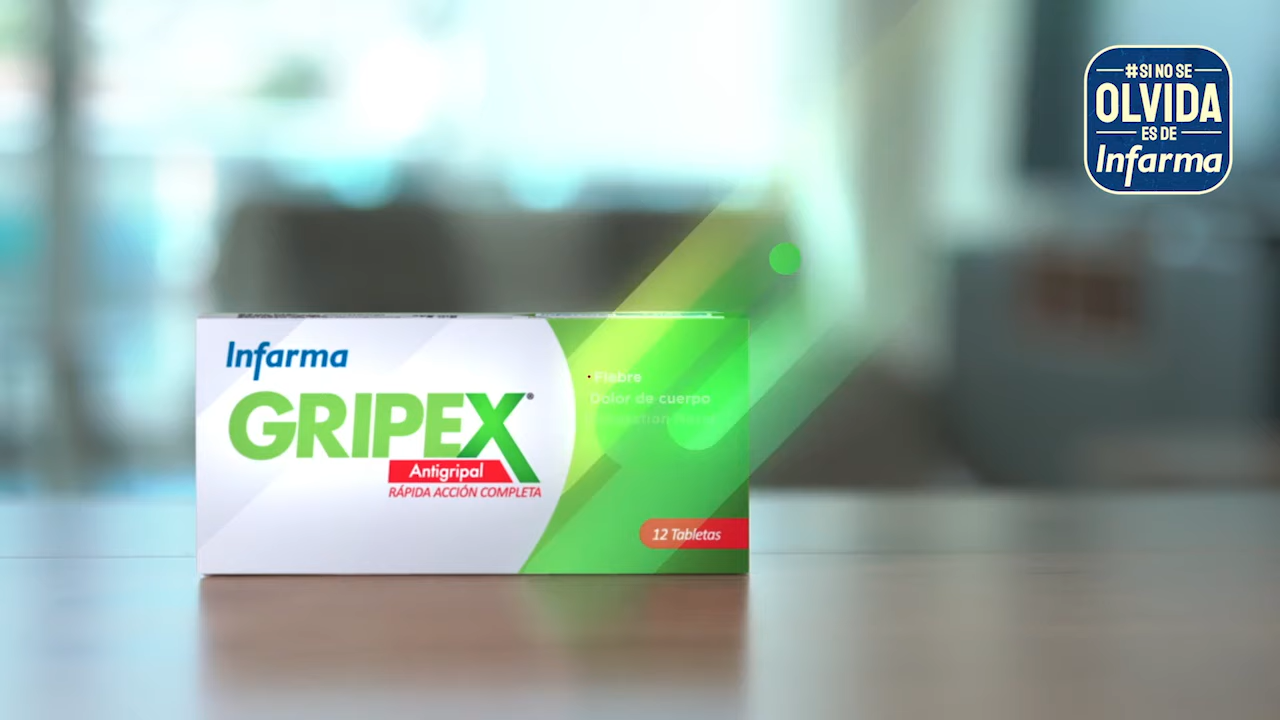 #SI NO SE
OLVIDA
ES DE
Infarma
Infarma
GRIPEX
Antigripal
RÁPIDA ACCIÓN COMPLETA
Fiebre
Dolor de cuerpo
12 Tabletas